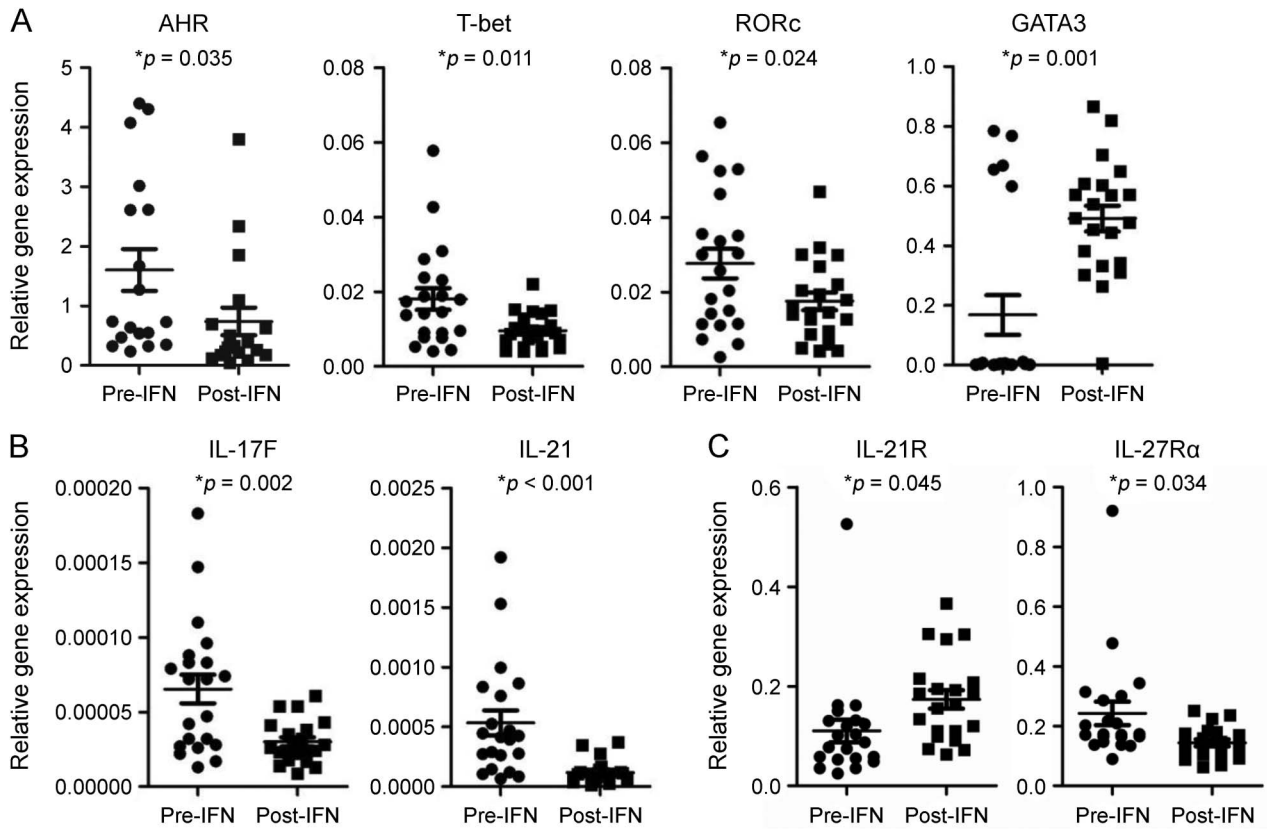 A
AHR
*p = 0.035
Relative gene expression
5
4
3
2
1
0
Pre-IFN Post-IFN
T-bet
*p = 0.011
0.08
0.06
0.04
0.02
0.00
Pre-IFN Post-IFN
RORc
*p = 0.024
0.08
0.06
0.04
0.02
0.00
Pre-IFN Post-IFN
GATA3
*p = 0.001
1.0
0.8
0.6
0.4
0.2
0.0
Pre-IFN Post-IFN
B
IL-17F
*p = 0.002
Relative gene expression
0.00020
0.00015
0.00010
0.00005
0.00000
Pre-IFN Post-IFN
IL-21
*p < 0.001
0.0025
0.0020
0.0015
0.0010
0.0005
0.0000
Pre-IFN Post-IFN
C
IL-21R
*p = 0.045
Relative gene expression
0.6
0.4
0.2
0.0
Pre-IFN Post-IFN
IL-27Rα
*p = 0.034
1.0
0.8
0.6
0.4
0.2
0.0
Pre-IFN Post-IFN